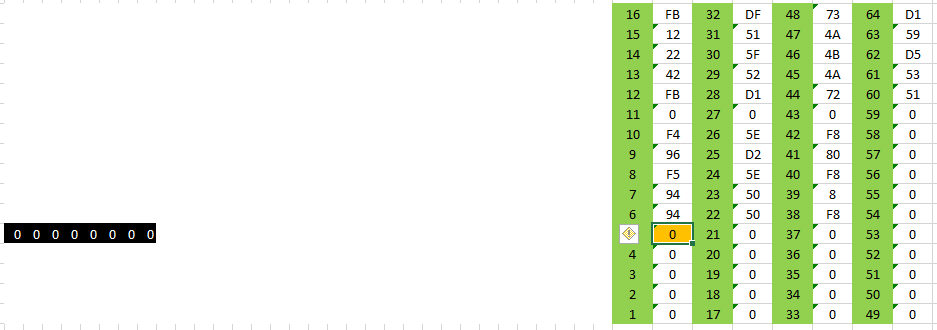 16 FB 32 DF 48 73 64 D1
15 12 31 51 47 4A 63 59
14 22 30 5F 46 4B 62 D5
13 42 29 52 45 4A 61 53
12 FB 28 D1 44 72 60 51
11 0 27 0 43 0 59 0
10 F4 26 5E 42 F8 58 0
9 96 25 D2 41 80 57 0
8 F5 24 5E 40 F8 56 0
7 94 23 50 39 8 55 0
6 94 22 50 38 F8 54 0
0 0 0 0 0 0 0 0 0 21 0 37 0 53 0
4 0 20 0 36 0 52 0
3 0 19 0 35 0 51 0
2 0 18 0 34 0 50 0
1 0 17 0 33 0 49 0